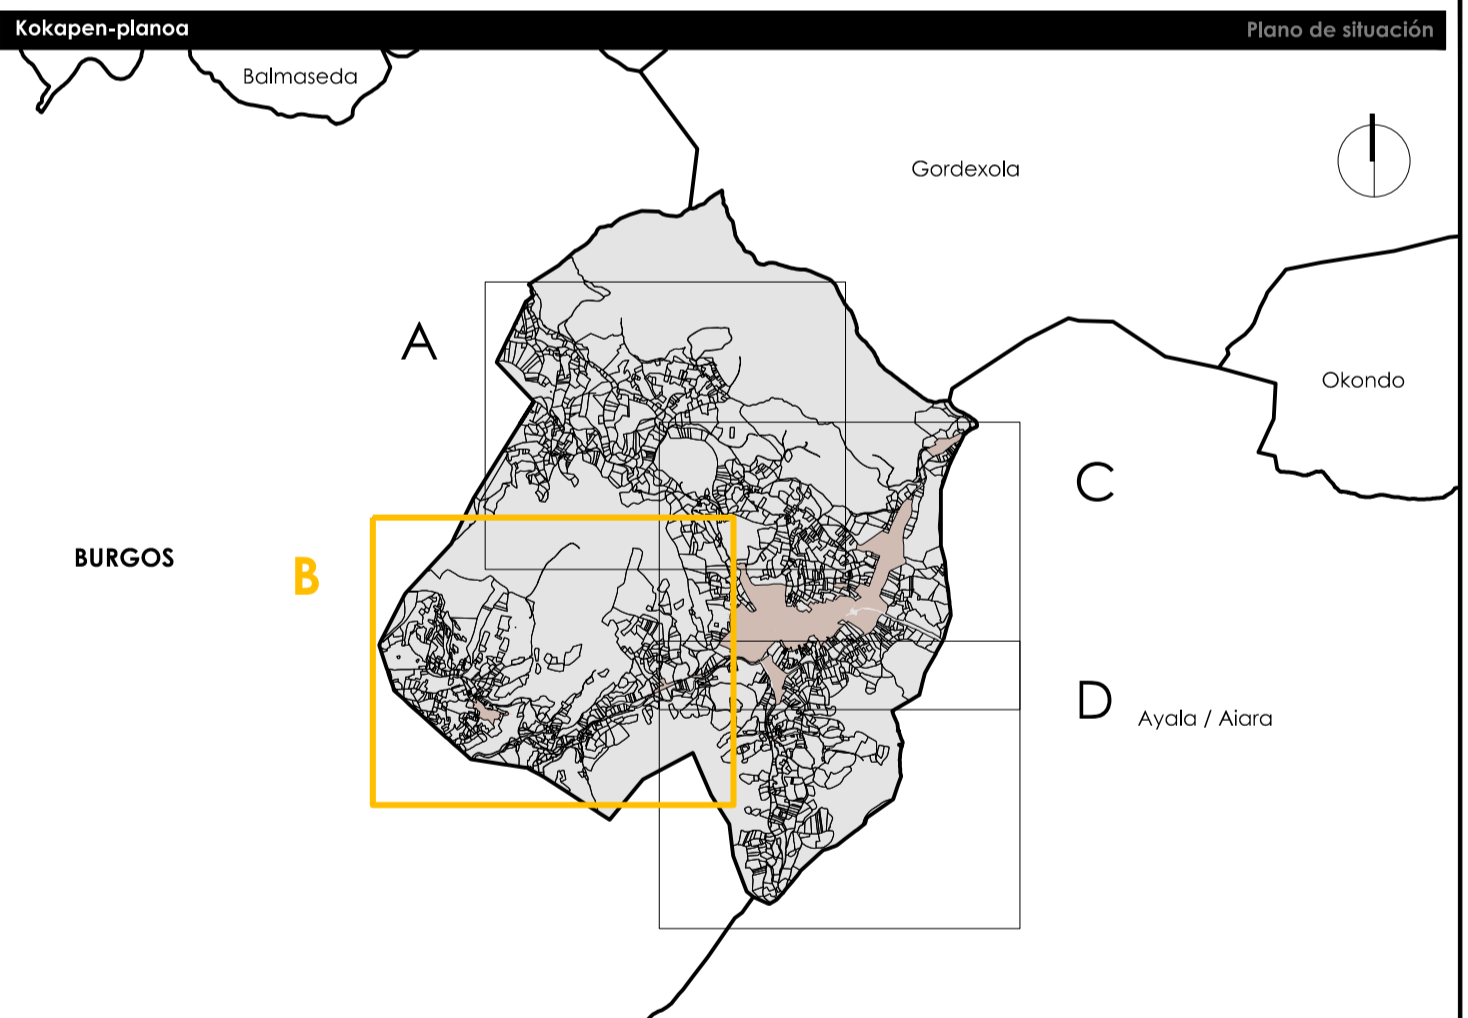 Kokapen-planoa
Plano de situación
Balmaseda
Gordexola
A
Okondo
C
BURGOS
B
D
Ayala / Aiara